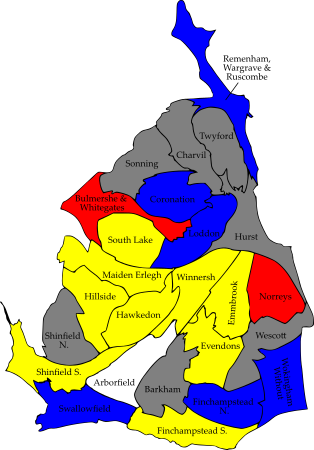 Remenham,
Wargrave &
Ruscombe
Twyford
Charvil
Sonning
Coronation
Bulmershe &
Whitegates
Loddon
South Lake
Hurst
Maiden Erlegh
Winnersh
Hillside
Emmbrook
Norreys
Hawkedon
Shinfield
N.
Wescott
Evendons
Shinfield S.
Arborfield
Barkham
Wokingham
Without
Swallowfield
Finchampstead
N.
Finchampstead S.